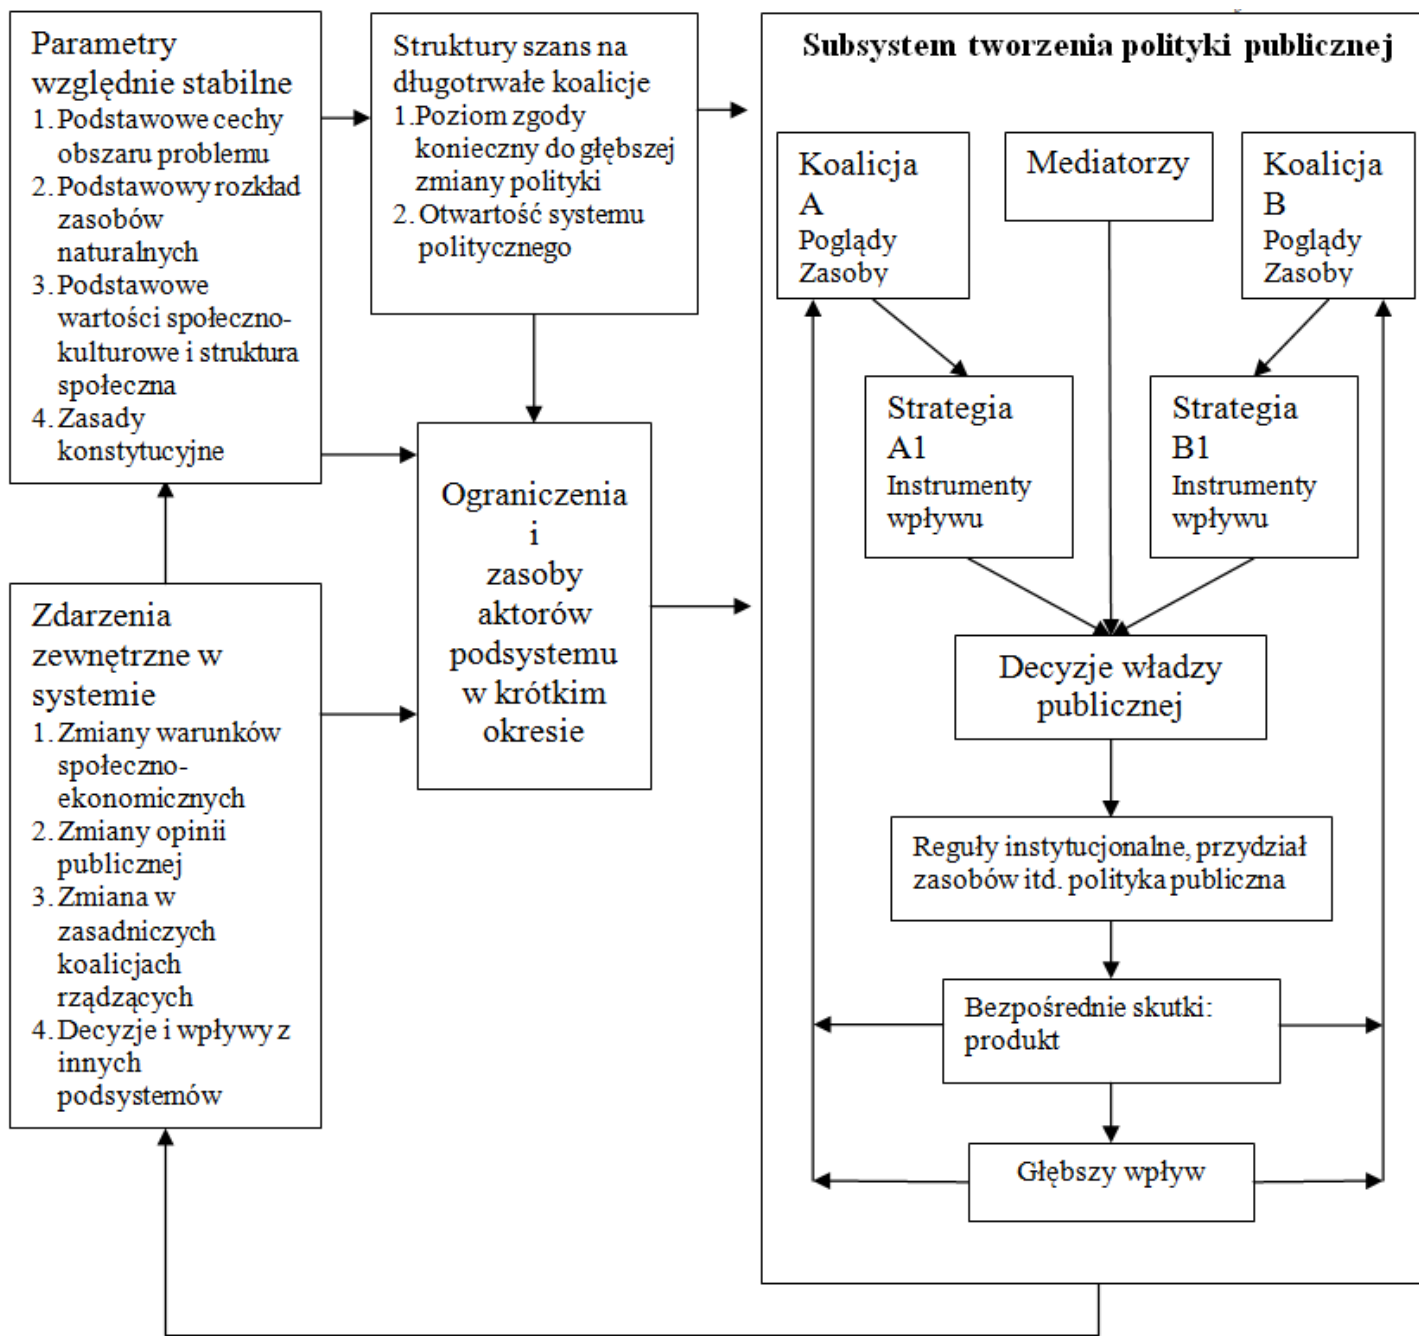 Parametry
względnie stabilne
1. Podstawowe cechy
obszaru problemu
2. Podstawowy rozkład
zasobów
naturalnych
3. Podstawowe
wartości społeczno-
kulturowe i struktura
społeczna
4. Zasady
konstytucyjne
Struktury szans na
długotrwałe koalicje
1.Poziom zgody
konieczny do głębszej
zmiany polityki
2. Otwartość systemu
politycznego
Zdarzenia
zewnętrzne w
systemie
1. Zmiany warunków
społeczno-
ekonomicznych
2. Zmiany opinii
publicznej
3. Zmiana w
zasadniczych
koalicjach
rządzących
4. Decyzje i wpływy z
innych
podsystemów
Ograniczenia
i
zasoby
aktorów
podsystemu
w krótkim
okresie
Subsystem tworzenia polityki publicznej
Koalicja
A
Poglądy
Zasoby
Mediatorzy
Koalicja
B
Poglądy
Zasoby
Strategia
A1
Instrumenty
wpływu
Strategia
B1
Instrumenty
wpływu
Decyzje władzy
publicznej
Reguły instytucjonalne, przydział
zasobów itd. polityka publiczna
Bezpośrednie skutki:
produkt
Głębszy wpływ